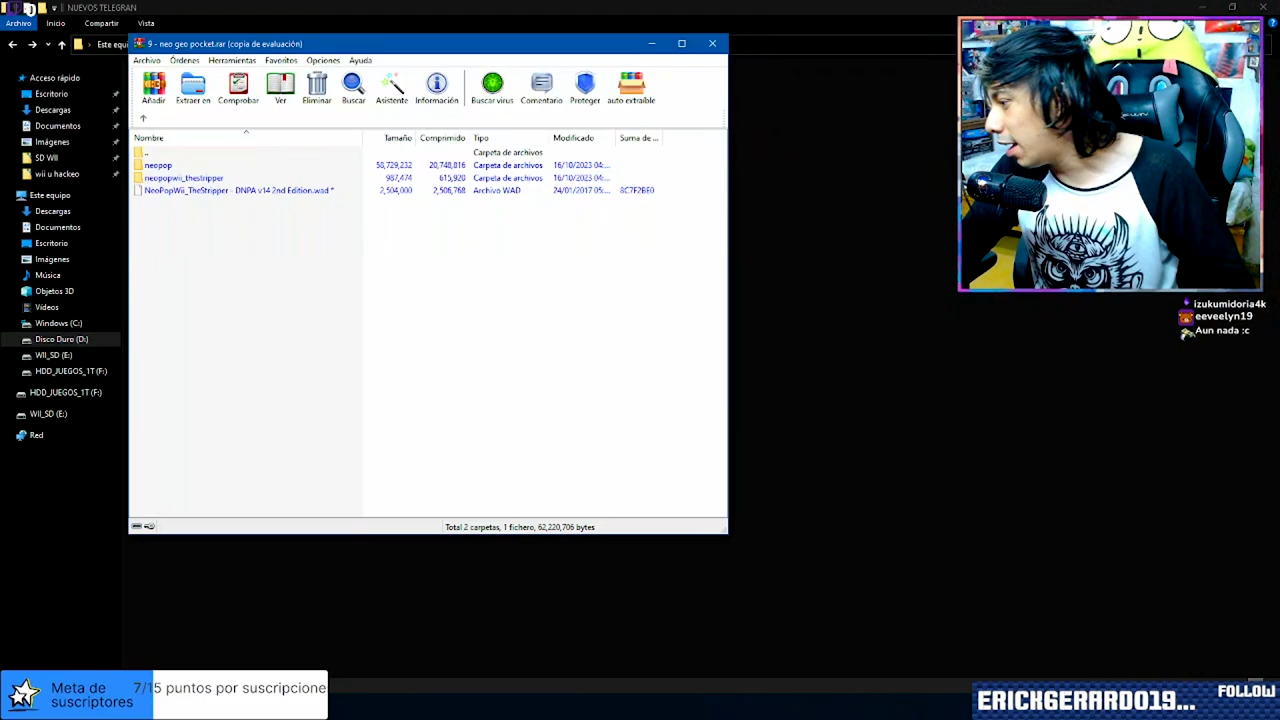 NUEVOS TELEGRAN
Archivo Inicio Compartir Vista
Este equi
9 - neo geo pocket.rar (copia de evaluación)
Archivo Órdenes Herramientas Favoritos Opciones Ayuda
Añadir Extraer en Comprobar Ver Eliminar Buscar Asistente Información Buscar virus Comentario Proteger auto extraíble
Nombre Tamaño Comprimido Tipo Modificado Suma de ...
.. Carpeta de archivos
neopop 58,729,232 20,748,816 Carpeta de archivos 16/10/2023 04:...
neopopwii_thestripper 987,474 615,920 Carpeta de archivos 16/10/2023 04:...
NeoPopWii_TheStripper - DNPA v14 2nd Edition.wad * 2,504,000 2,506,768 Archivo WAD 24/01/2017 05:... 8C7F2BE0
Total 2 carpetas, 1 fichero, 62,220,706 bytes
Acceso rápido
Escritorio
Descargas
Documentos
Imágenes
SD WII
wii u hackeo
Este equipo
Descargas
Documentos
Escritorio
Imágenes
Música
Objetos 3D
Vídeos
Windows (C:)
Disco Duro (D:)
WII_SD (E:)
HDD_JUEGOS_1T (F:)
HDD_JUEGOS_1T (F:)
WII_SD (E:)
Red
izukumidoria4k
eeveelyn19
Aun nada :c
Meta de suscriptores
7/15 puntos por suscripcione
ERICKGERARDO19...
FOLLOW